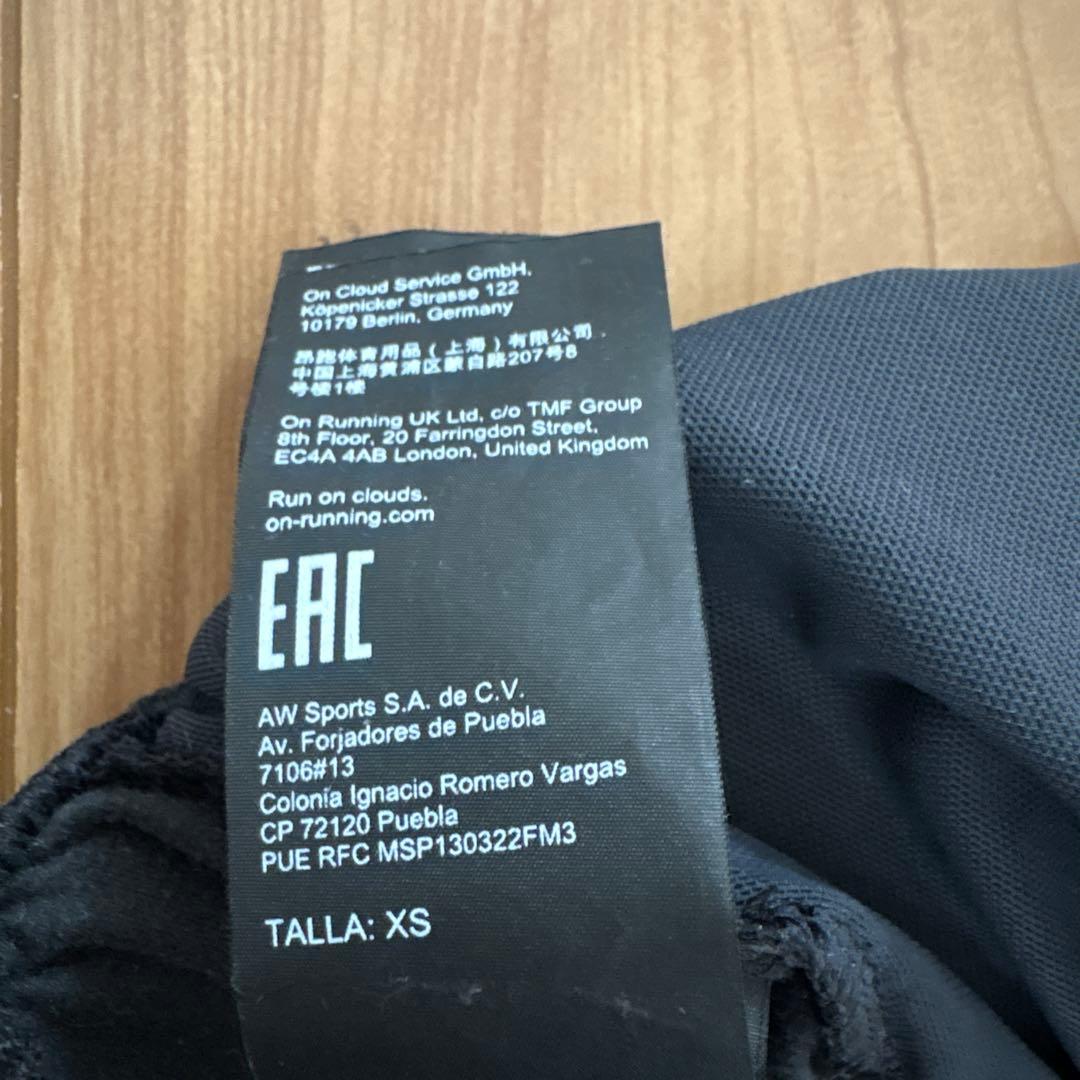 On Cloud Service GmbH,
Köpenicker Strasse 122
10179 Berlin, Germany
昂跑体育用品（上海）有限公司.
中国上海黄浦区蒙自路207号8
号楼1楼
On Running UK Ltd, c/o TMF Group
8th Floor, 20 Farringdon Street,
EC4A 4AB London, United Kingdom
Run on clouds.
on-running.com
EAC
AW Sports S.A. de C.V.
Av. Forjadores de Puebla
7106#13
Colonía Ignacio Romero Vargas
CP 72120 Puebla
PUE RFC MSP130322FM3
TALLA: XS